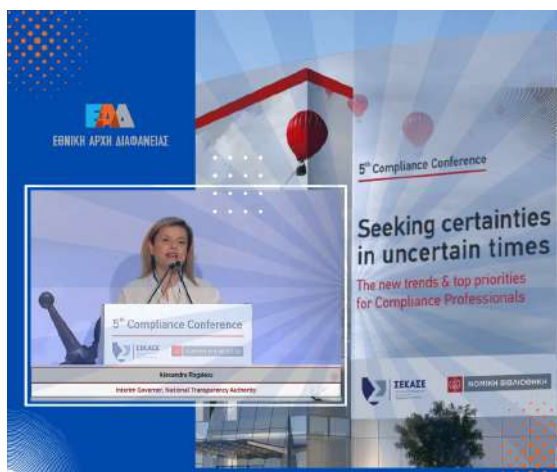 ΕΑΔ
ΕΘΝΙΚΗ ΑΡΧΗ ΔΙΑΦΑΝΕΙΑΣ
5th Compliance Conference
Seeking certainties
in uncertain times
The new trends & top priorities
for Compliance Professionals
ΣΕΚΑΣΕ
ΝΟΜΙΚΗ ΒΙΒΛΙΟΘΗΚΗ
5th Compliance Conference
ΣΕΚΑΣΕ
Interim Governor, National Transparency Authority